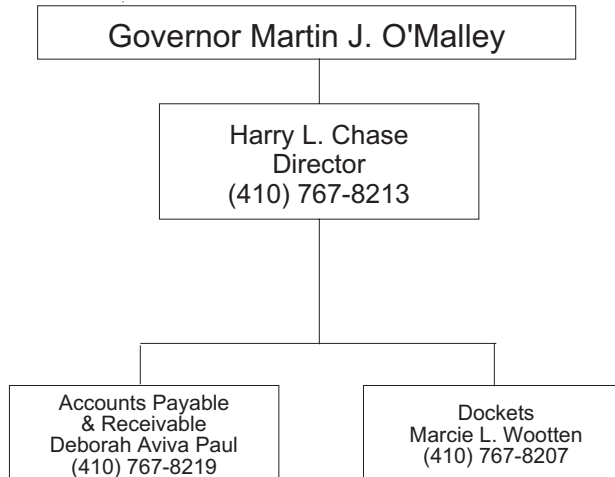 Governor Martin J. O'Malley
Harry L. Chase
Director
(410) 767-8213
Accounts Payable
& Receivable
Deborah Aviva Paul
(410) 767-8219
Dockets
Marcie L. Wootten
(410) 767-8207